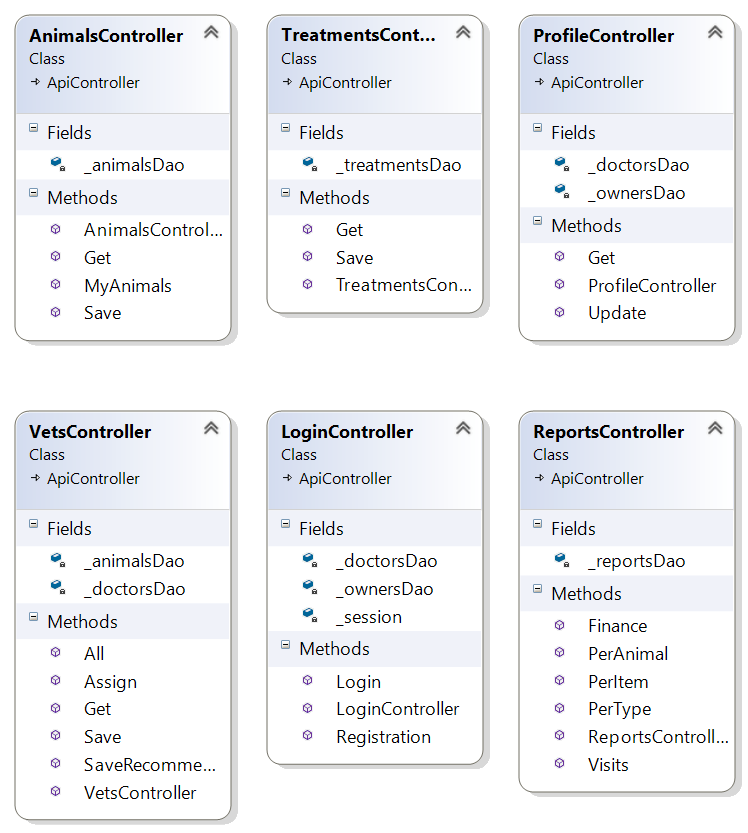 AnimalsController
Class
ApiController
Fields
_animalsDao
Methods
AnimalsControl...
Get
MyAnimals
Save
TreatmentsCont...
Class
ApiController
Fields
_treatmentsDao
Methods
Get
Save
TreatmentsCon...
ProfileController
Class
ApiController
Fields
_doctorsDao
_ownersDao
Methods
Get
ProfileController
Update
VetsController
Class
ApiController
Fields
_animalsDao
_doctorsDao
Methods
All
Assign
Get
Save
SaveRecomme...
VetsController
LoginController
Class
ApiController
Fields
_doctorsDao
_ownersDao
_session
Methods
Login
LoginController
Registration
ReportsController
Class
ApiController
Fields
_reportsDao
Methods
Finance
PerAnimal
PerItem
PerType
ReportsControll...
Visits